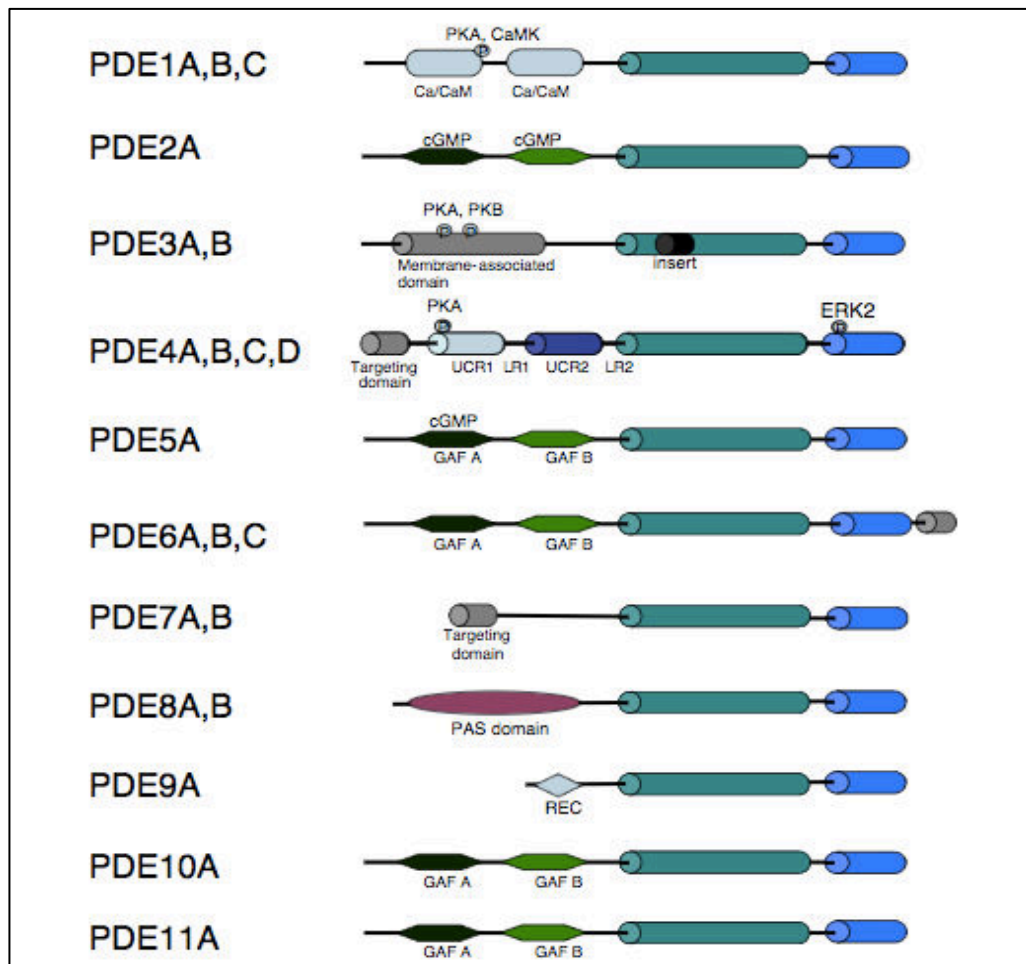 PKA, CaMK
P
PDE1A,B,C
Ca/CaM Ca/CaM
cGMP cGMP
PDE2A
PKA, PKB
P P
PDE3A,B
Membrane-associated
domain
insert
PKA
P
ERK2
P
PDE4A,B,C,D
Targeting
domain
UCR1 LR1 UCR2 LR2
cGMP
PDE5A
GAF A GAF B
PDE6A,B,C
GAF A GAF B
PDE7A,B
Targeting
domain
PDE8A,B
PAS domain
PDE9A
REC
PDE10A
GAF A GAF B
PDE11A
GAF A GAF B